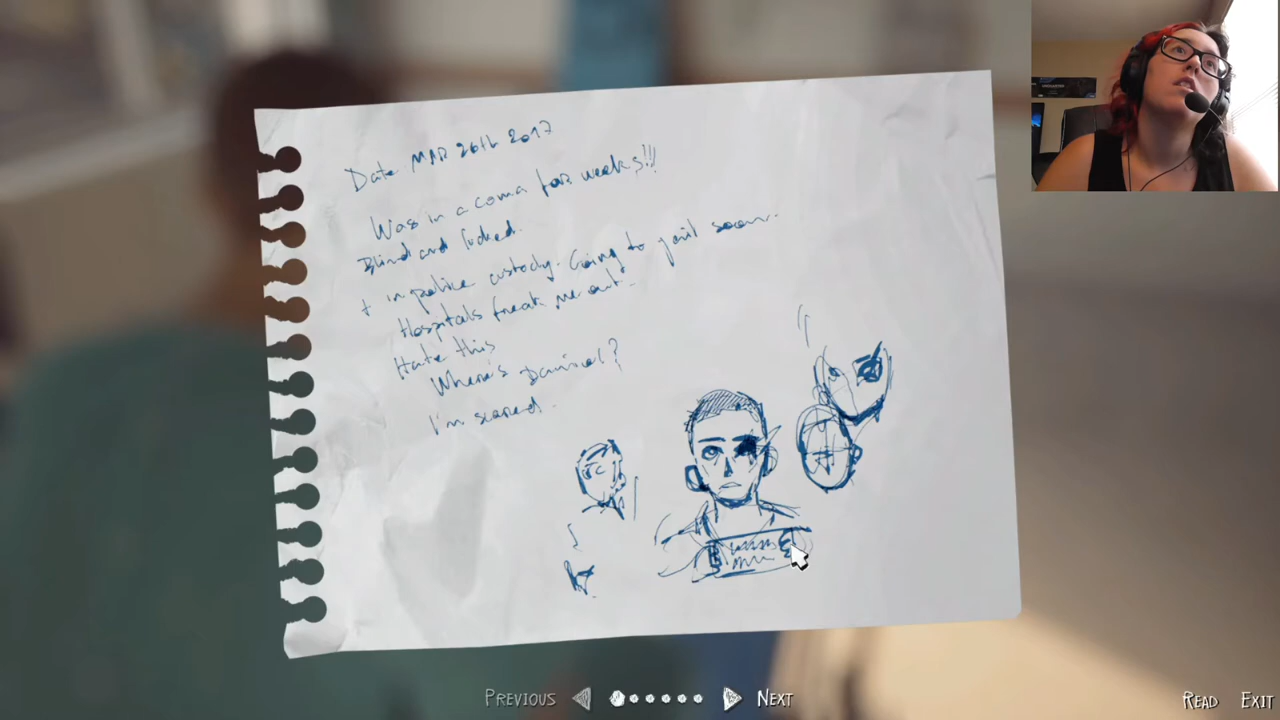 Date MAR 26th 2017
Was in a coma for weeks!!!
Blind and fucked.
+ in police custody. Going to jail soon.
Hospitals freak me out.
Hate this
Where's Daniel?
I'm scared.
PREVIOUS
NEXT
READ
EXIT